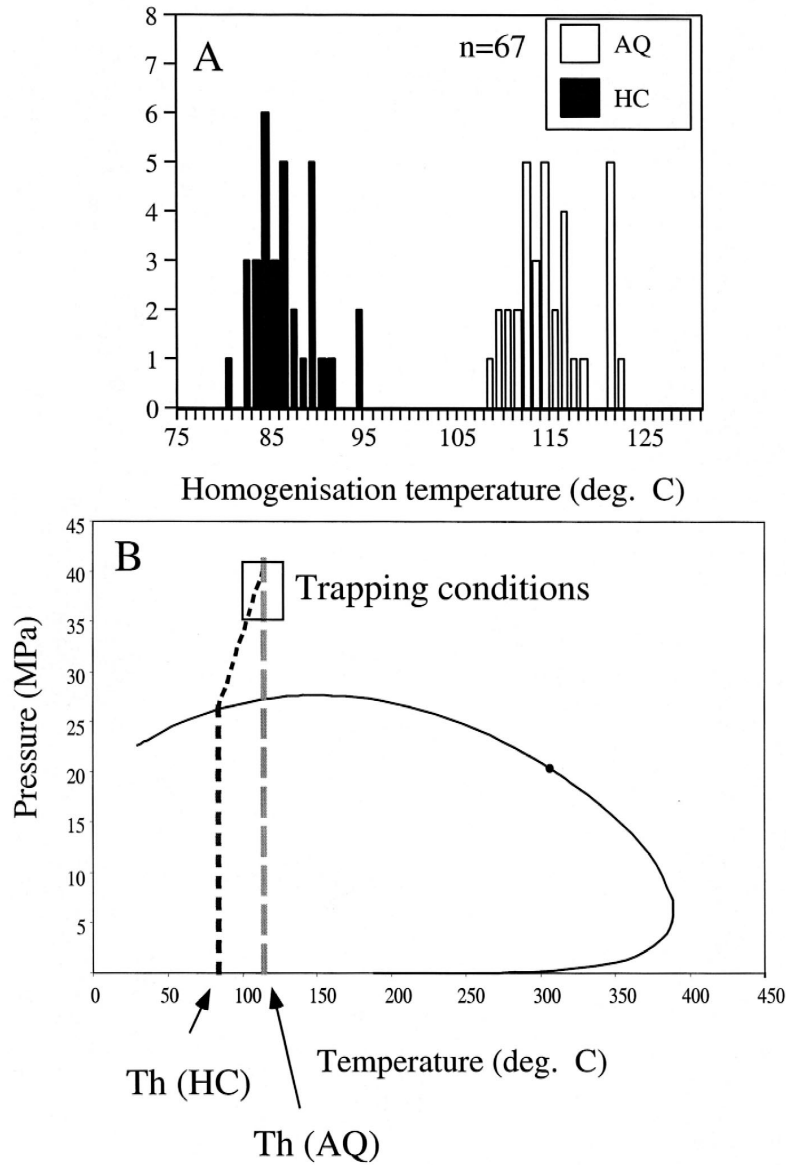 8
A
n=67
AQ
7
HC
6
5
4
3
2
1
0
75 85 95 105 115 125
Homogenisation temperature (deg. C)
45
B
40
Trapping conditions
35
30
25
20
15
10
5
Pressure (MPa)
0 50 100 150 200 250 300 350 400 450
Temperature (deg. C)
Th (HC)
Th (AQ)